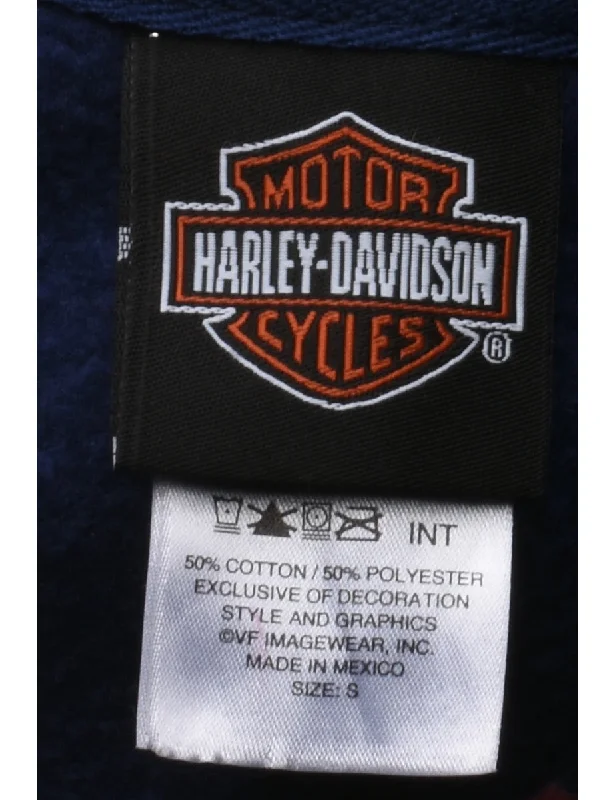 MOTOR
HARLEY-DAVIDSON
CYCLES
®
INT
50% COTTON / 50% POLYESTER
EXCLUSIVE OF DECORATION
STYLE AND GRAPHICS
©VF IMAGEWEAR, INC.
MADE IN MEXICO
SIZE: S